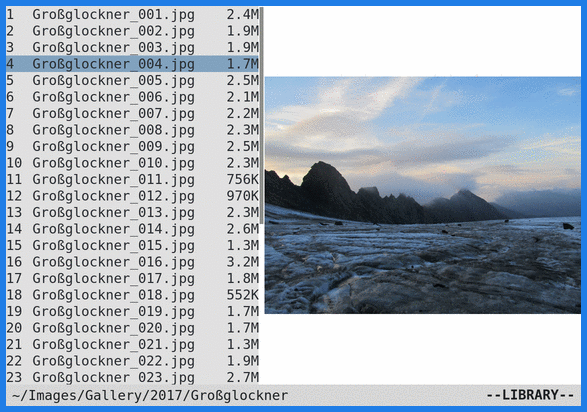 1 Großglockner_001.jpg 2.4M
2 Großglockner_002.jpg 1.9M
3 Großglockner_003.jpg 1.9M
4 Großglockner_004.jpg 1.7M
5 Großglockner_005.jpg 2.5M
6 Großglockner_006.jpg 2.1M
7 Großglockner_007.jpg 2.2M
8 Großglockner_008.jpg 2.3M
9 Großglockner_009.jpg 2.5M
10 Großglockner_010.jpg 2.3M
11 Großglockner_011.jpg 756K
12 Großglockner_012.jpg 970K
13 Großglockner_013.jpg 2.3M
14 Großglockner_014.jpg 2.6M
15 Großglockner_015.jpg 1.3M
16 Großglockner_016.jpg 3.2M
17 Großglockner_017.jpg 1.8M
18 Großglockner_018.jpg 552K
19 Großglockner_019.jpg 1.7M
20 Großglockner_020.jpg 1.7M
21 Großglockner_021.jpg 1.3M
22 Großglockner_022.jpg 1.9M
23 Großglockner_023.jpg 2.7M
~/Images/Gallery/2017/Großglockner --LIBRARY--